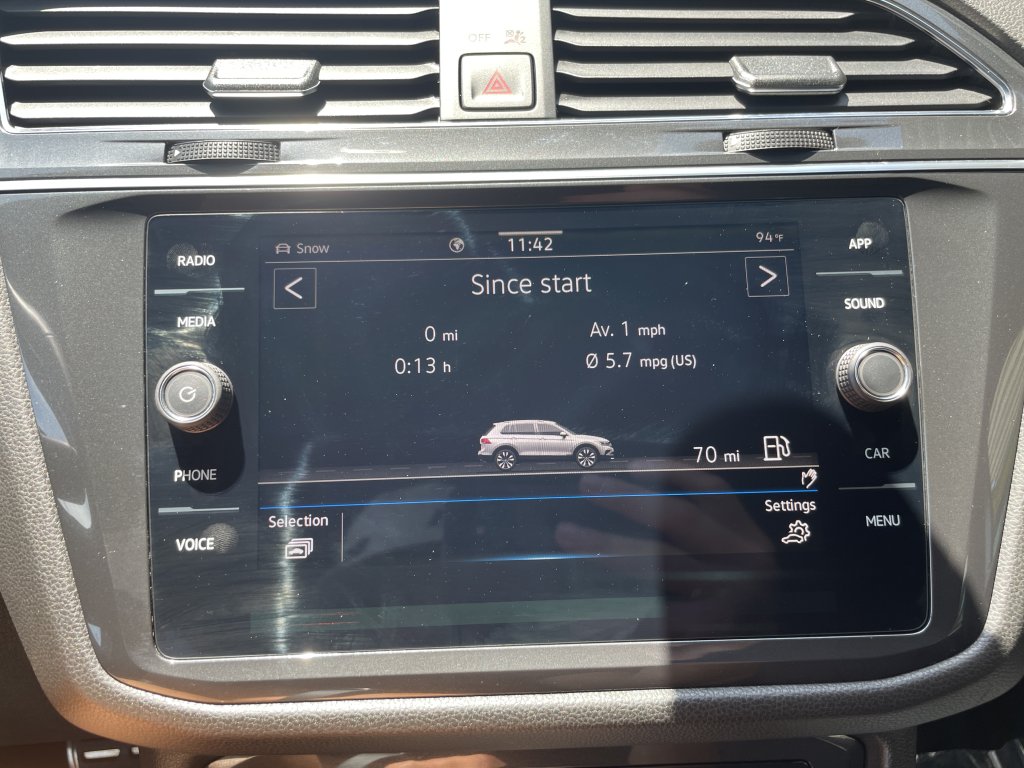 OFF
RADIO
MEDIA
PHONE
VOICE
Snow
11:42
94°F
<
Since start
>
0 mi
Av. 1 mph
0:13 h
Ø 5.7 mpg (US)
70 mi
Settings
Selection
APP
SOUND
CAR
MENU